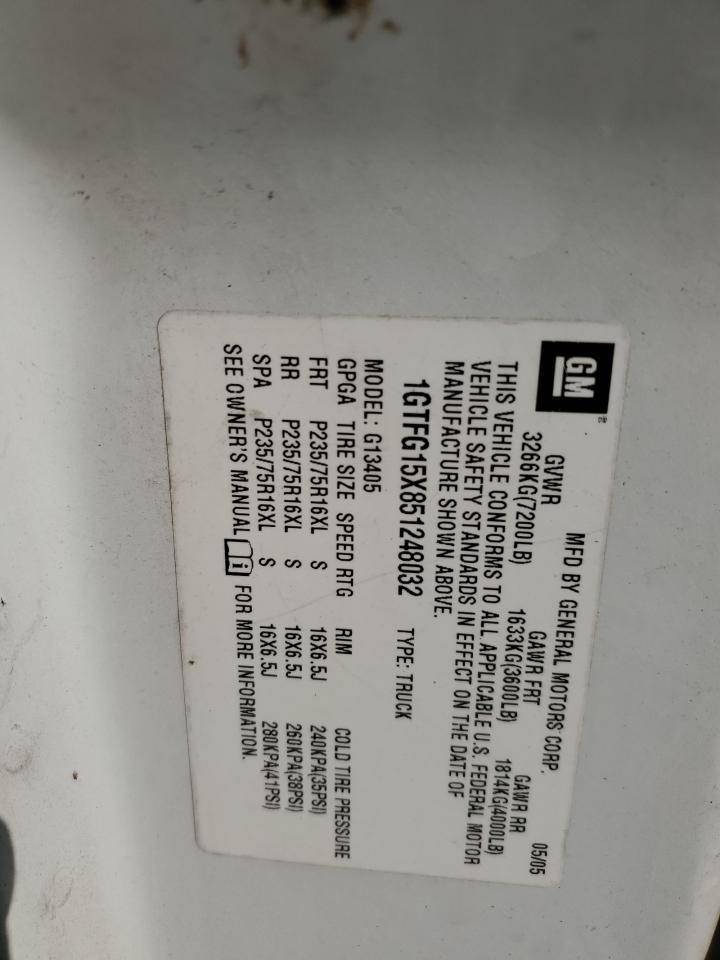 GM
MFD BY GENERAL MOTORS CORP. 05/05
GVWR GAWR FRT GAWR RR
3266KG(7200LB) 1633KG(3600LB) 1814KG(4000LB)
THIS VEHICLE CONFORMS TO ALL APPLICABLE U.S. FEDERAL MOTOR
VEHICLE SAFETY STANDARDS IN EFFECT ON THE DATE OF
MANUFACTURE SHOWN ABOVE.
1GTFG15X851248032 TYPE: TRUCK
MODEL: G13405
GPGA TIRE SIZE SPEED RTG RIM COLD TIRE PRESSURE
FRT P235/75R16XL S 16X6.5J 240KPA(35PSI)
RR P235/75R16XL S 16X6.5J 260KPA(38PSI)
SPA P235/75R16XL S 16X6.5J 280KPA(41PSI)
SEE OWNER'S MANUAL i FOR MORE INFORMATION.